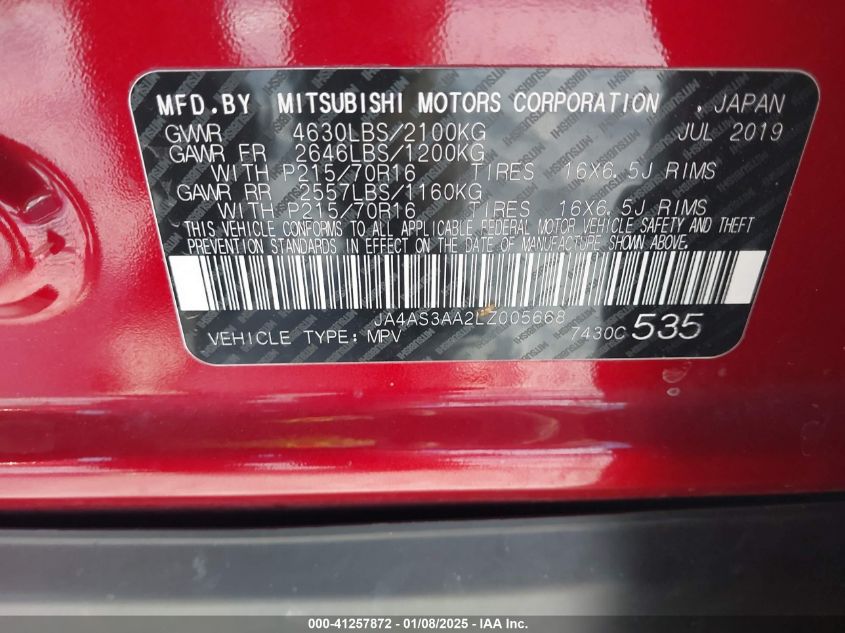 MFD.BY MITSUBISHI MOTORS CORPORATION , JAPAN
GVWR 4630LBS/2100KG JUL 2019
GAWR FR 2646LBS/1200KG
WITH P215/70R16 TIRES 16X6.5J RIMS
GAWR RR 2557LBS/1160KG
WITH P215/70R16 TIRES 16X6.5J RIMS
THIS VEHICLE CONFORMS TO ALL APPLICABLE FEDERAL MOTOR VEHICLE SAFETY AND THEFT
PREVENTION STANDARDS IN EFFECT ON THE DATE OF MANUFACTURE SHOWN ABOVE.
JA4AS3AA2LZ005668
VEHICLE TYPE:MPV 7430C 535
000-41257872 - 01/08/2025 - IAA Inc.